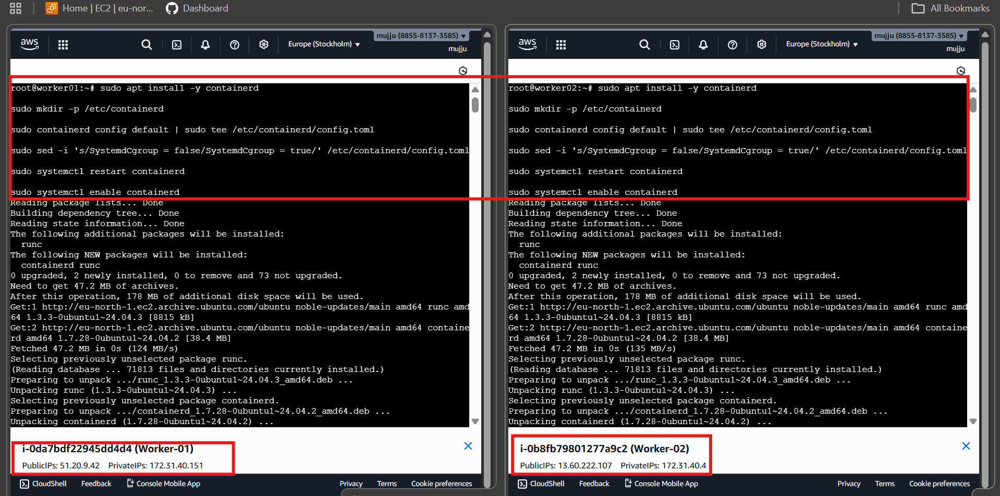 Home | EC2 | eu-nor...
Dashboard
All Bookmarks
aws
Europe (Stockholm)
mujju (8855-8137-3585)
mujju
root@worker01:~# sudo apt install -y containerd
sudo mkdir -p /etc/containerd
sudo containerd config default | sudo tee /etc/containerd/config.toml
sudo sed -i 's/SystemdCgroup = false/SystemdCgroup = true/' /etc/containerd/config.toml
sudo systemctl restart containerd
sudo systemctl enable containerd
Reading package lists... Done
Building dependency tree... Done
Reading state information... Done
The following additional packages will be installed:
runc
The following NEW packages will be installed:
containerd runc
0 upgraded, 2 newly installed, 0 to remove and 73 not upgraded.
Need to get 47.2 MB of archives.
After this operation, 178 MB of additional disk space will be used.
Get:1 http://eu-north-1.ec2.archive.ubuntu.com/ubuntu noble-updates/main amd64 runc amd
64 1.3.3-0ubuntu1~24.04.3 [8815 kB]
Get:2 http://eu-north-1.ec2.archive.ubuntu.com/ubuntu noble-updates/main amd64 containe
rd amd64 1.7.28-0ubuntu1~24.04.2 [38.4 MB]
Fetched 47.2 MB in 0s (124 MB/s)
Selecting previously unselected package runc.
(Reading database ... 71813 files and directories currently installed.)
Preparing to unpack .../runc_1.3.3-0ubuntu1~24.04.3_amd64.deb ...
Unpacking runc (1.3.3-0ubuntu1~24.04.3) ...
Selecting previously unselected package containerd.
Preparing to unpack .../containerd_1.7.28-0ubuntu1~24.04.2_amd64.deb ...
Unpacking containerd (1.7.28-0ubuntu1~24.04.2) ...
i-0da7bdf22945dd4d4 (Worker-01)
PublicIPs: 51.20.9.42 PrivateIPs: 172.31.40.151
CloudShell Feedback Console Mobile App Privacy Terms Cookie preferences
aws
Europe (Stockholm)
mujju (8855-8137-3585)
mujju
root@worker02:~# sudo apt install -y containerd
sudo mkdir -p /etc/containerd
sudo containerd config default | sudo tee /etc/containerd/config.toml
sudo sed -i 's/SystemdCgroup = false/SystemdCgroup = true/' /etc/containerd/config.toml
sudo systemctl restart containerd
sudo systemctl enable containerd
Reading package lists... Done
Building dependency tree... Done
Reading state information... Done
The following additional packages will be installed:
runc
The following NEW packages will be installed:
containerd runc
0 upgraded, 2 newly installed, 0 to remove and 73 not upgraded.
Need to get 47.2 MB of archives.
After this operation, 178 MB of additional disk space will be used.
Get:1 http://eu-north-1.ec2.archive.ubuntu.com/ubuntu noble-updates/main amd64 runc amd
64 1.3.3-0ubuntu1~24.04.3 [8815 kB]
Get:2 http://eu-north-1.ec2.archive.ubuntu.com/ubuntu noble-updates/main amd64 containe
rd amd64 1.7.28-0ubuntu1~24.04.2 [38.4 MB]
Fetched 47.2 MB in 0s (135 MB/s)
Selecting previously unselected package runc.
(Reading database ... 71813 files and directories currently installed.)
Preparing to unpack .../runc_1.3.3-0ubuntu1~24.04.3_amd64.deb ...
Unpacking runc (1.3.3-0ubuntu1~24.04.3) ...
Selecting previously unselected package containerd.
Preparing to unpack .../containerd_1.7.28-0ubuntu1~24.04.2_amd64.deb ...
Unpacking containerd (1.7.28-0ubuntu1~24.04.2) ...
i-0b8fb79801277a9c2 (Worker-02)
PublicIPs: 13.60.222.107 PrivateIPs: 172.31.40.4
CloudShell Feedback Console Mobile App Privacy Terms Cookie preferences